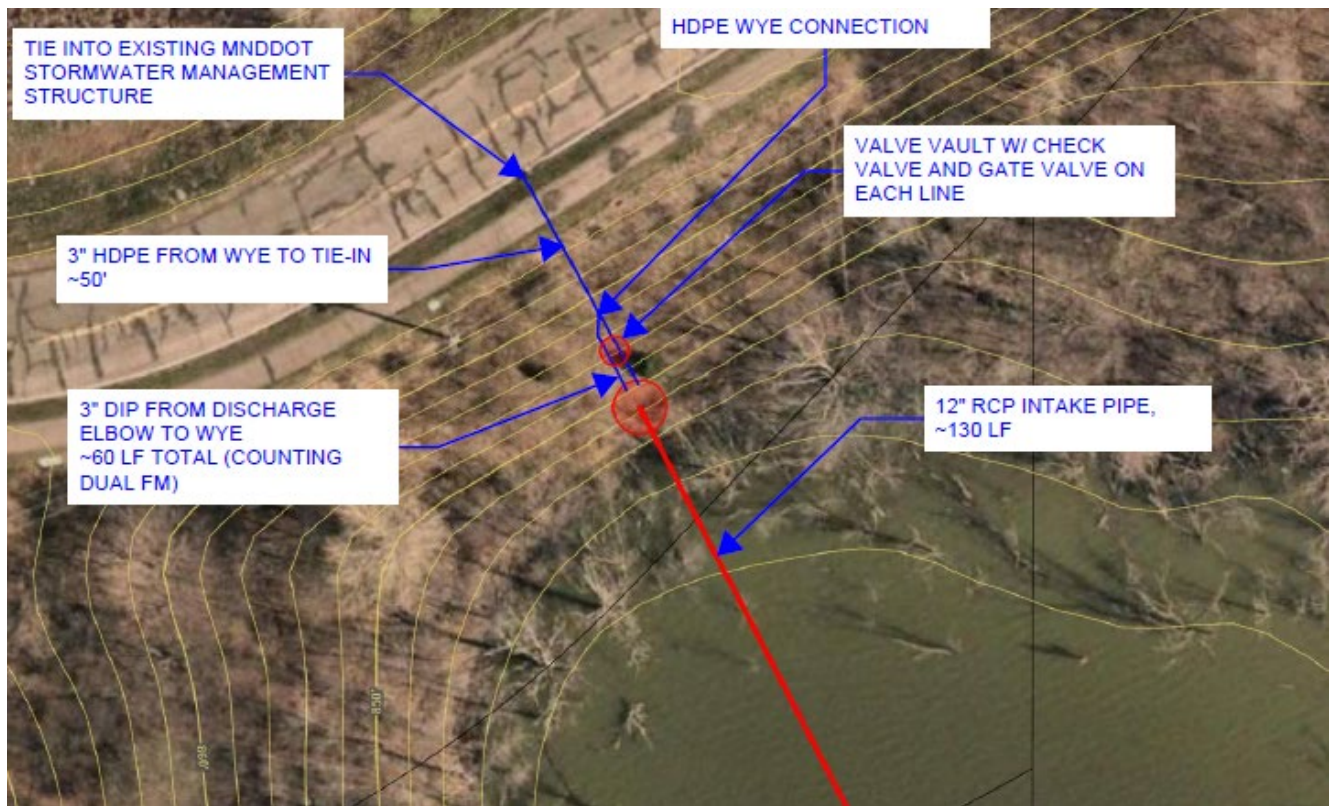 TIE INTO EXISTING MNDDOT
STORMWATER MANAGEMENT
STRUCTURE
HDPE WYE CONNECTION
VALVE VAULT W/ CHECK
VALVE AND GATE VALVE ON
EACH LINE
3" HDPE FROM WYE TO TIE-IN
~50'
3" DIP FROM DISCHARGE
ELBOW TO WYE
~60 LF TOTAL (COUNTING
DUAL FM)
12" RCP INTAKE PIPE,
~130 LF
850'